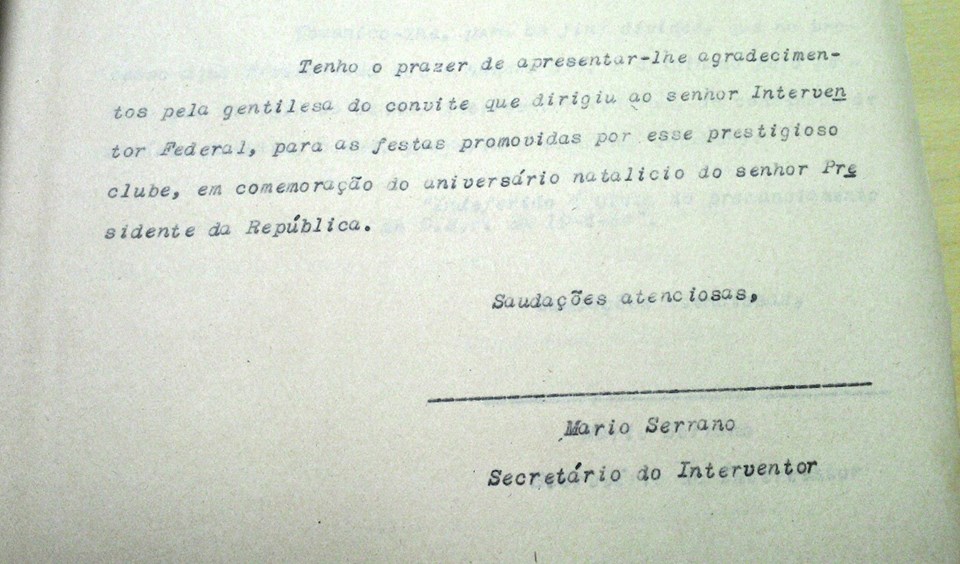 Tenho o prazer de apresentar-lhe agradecimen-
tos pela gentilesa do convite que dirigiu ao senhor Interven
tor Federal, para as festas promovidas por esse prestigioso
clube, em comemoração do aniversário natalicio do senhor Pre
sidente da República.
Saudações atenciosas,
Mario Serrano
Secretário do Interventor